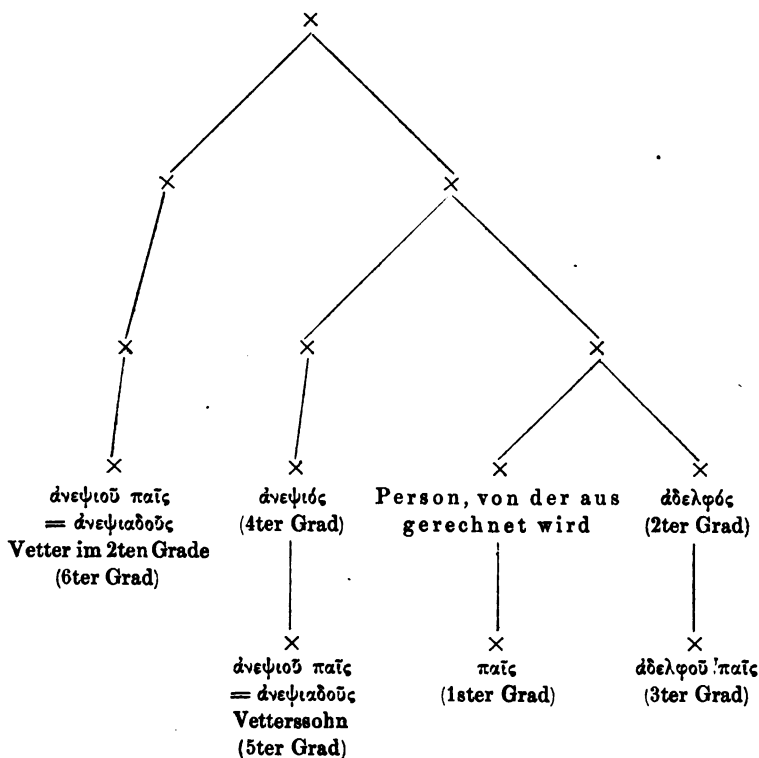 ἀνεψιοῦ παῖς
= ἀνεψιαδοῦς
Vetter im 2ten Grade
(6ter Grad)
ἀνεψιός
(4ter Grad)
Person, von der aus
gerechnet wird
ἀδελφός
(2ter Grad)
ἀνεψιοῦ παῖς
= ἀνεψιαδοῦς
Vetterssohn
(5ter Grad)
παῖς
(1ster Grad)
ἀδελφοῦ παῖς
(3ter Grad)